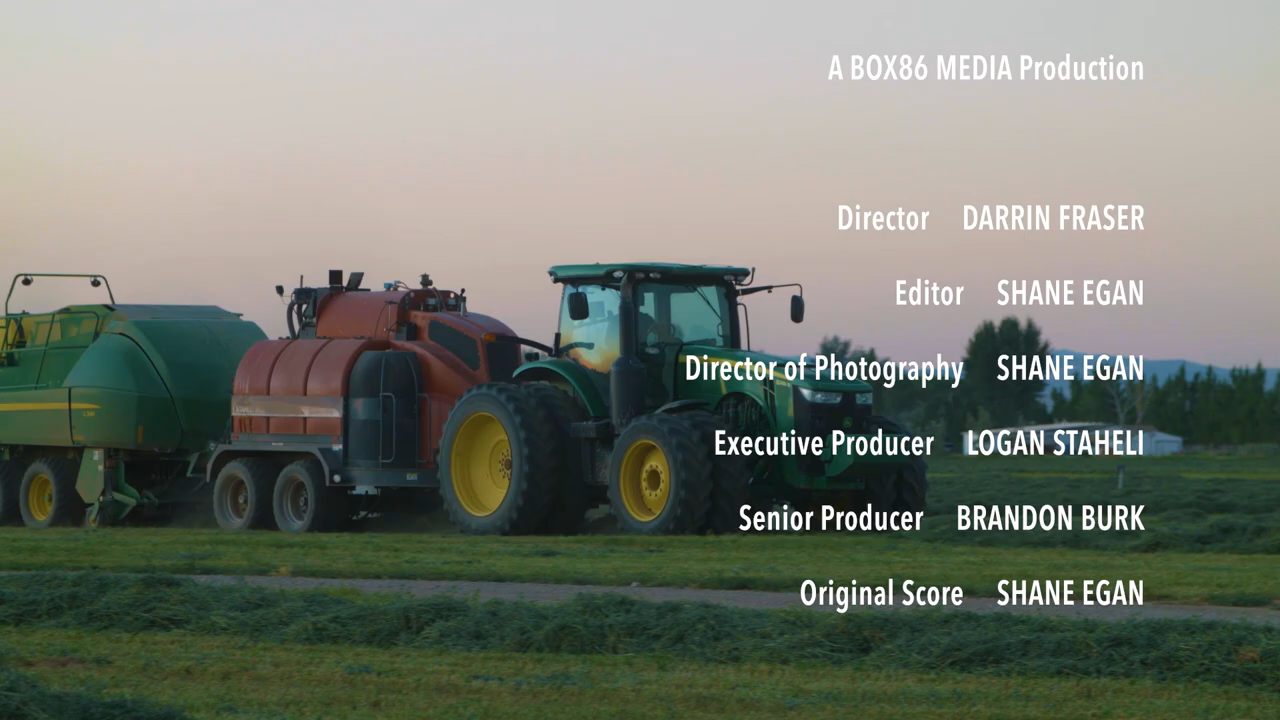 A BOX86 MEDIA Production
Director DARRIN FRASER
Editor SHANE EGAN
Director of Photography SHANE EGAN
Executive Producer LOGAN STAHELI
Senior Producer BRANDON BURK
Original Score SHANE EGAN